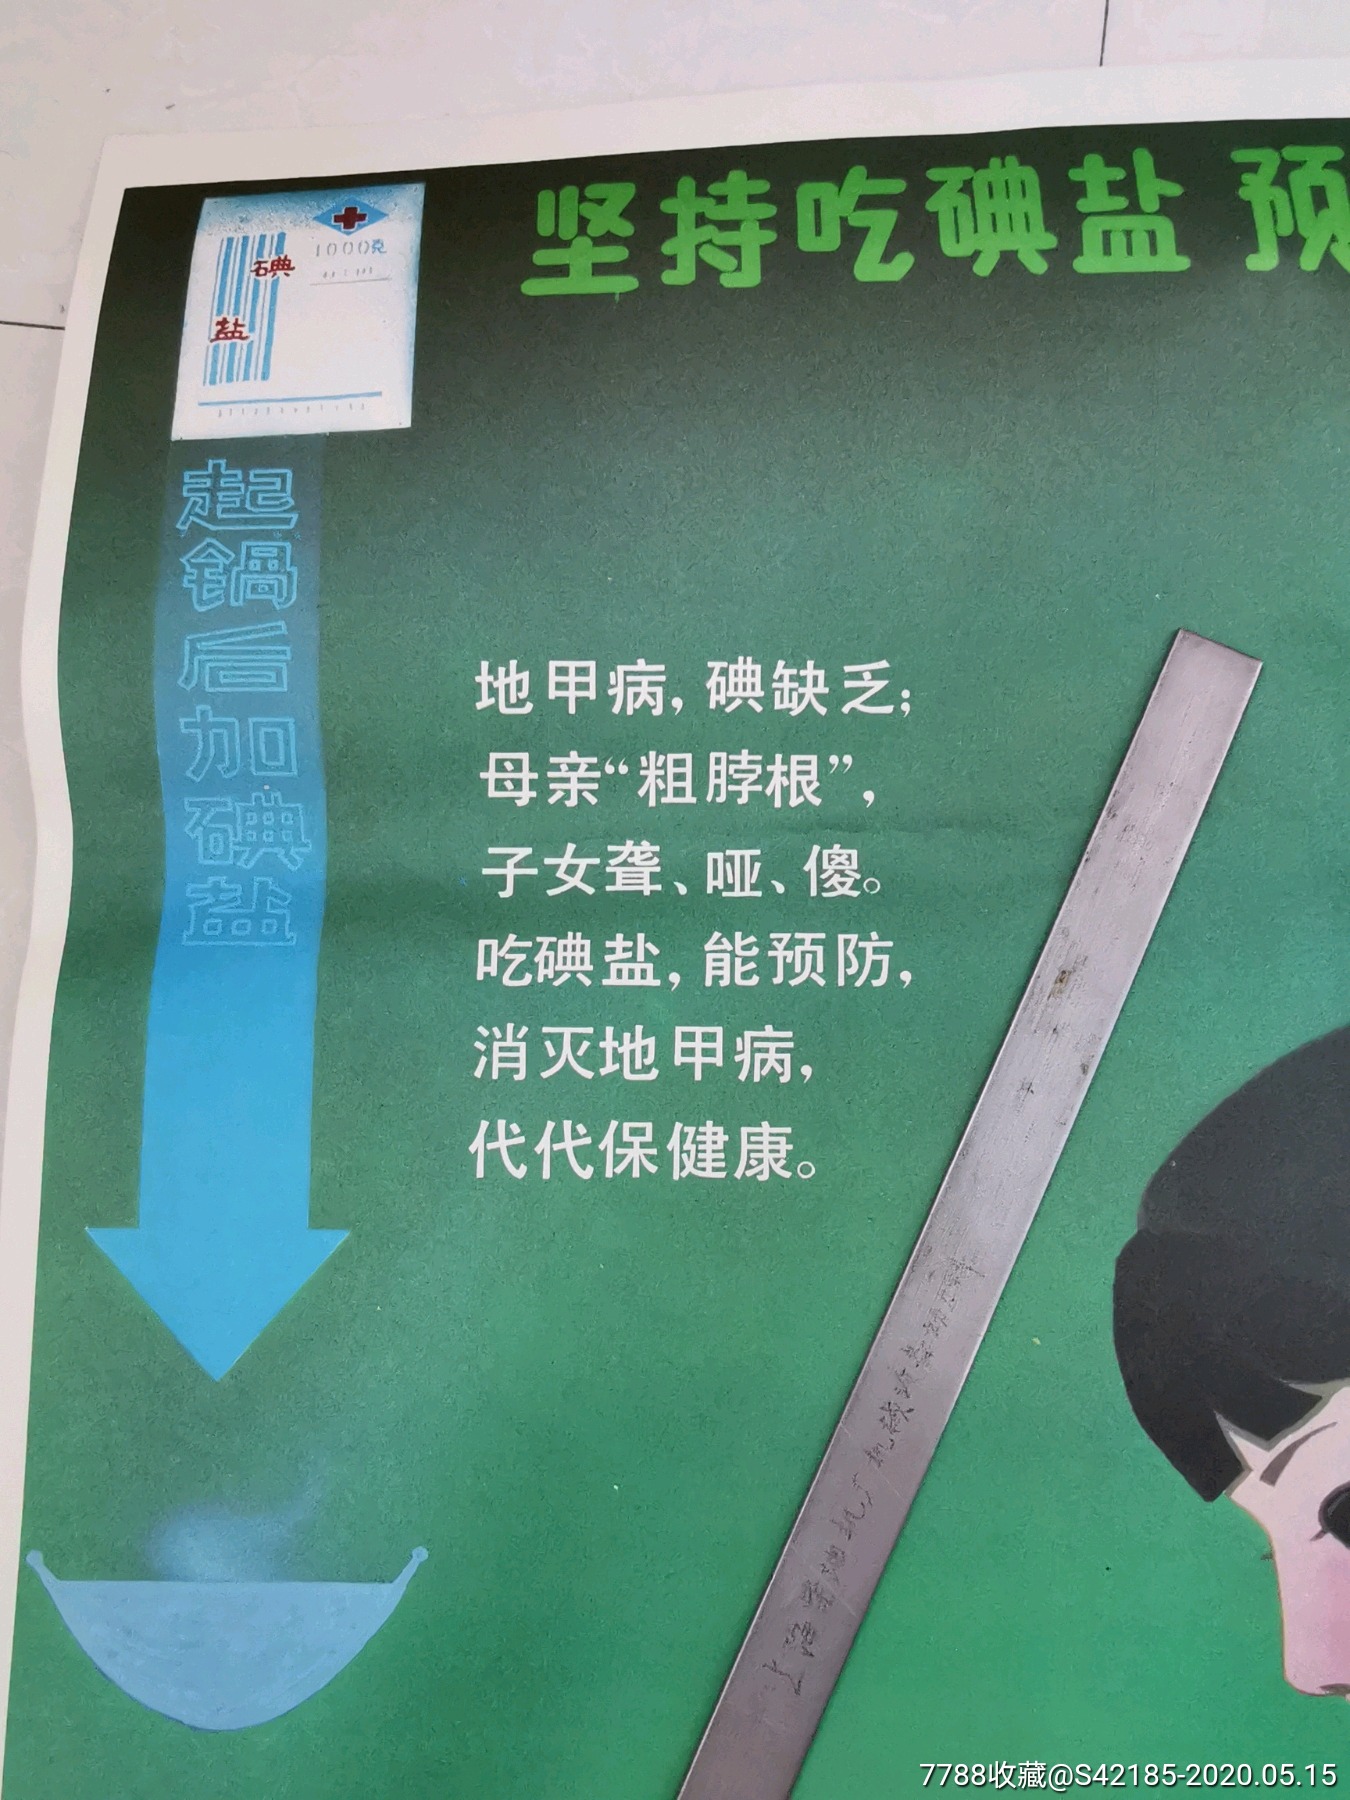 坚持吃碘盐 预
1000克
碘
盐
起鍋后加碘盐
地甲病，碘缺乏；
母亲“粗脖根”，
子女聋、哑、傻。
吃碘盐，能预防，
消灭地甲病，
代代保健康。
7788收藏@S42185-2020.05.15